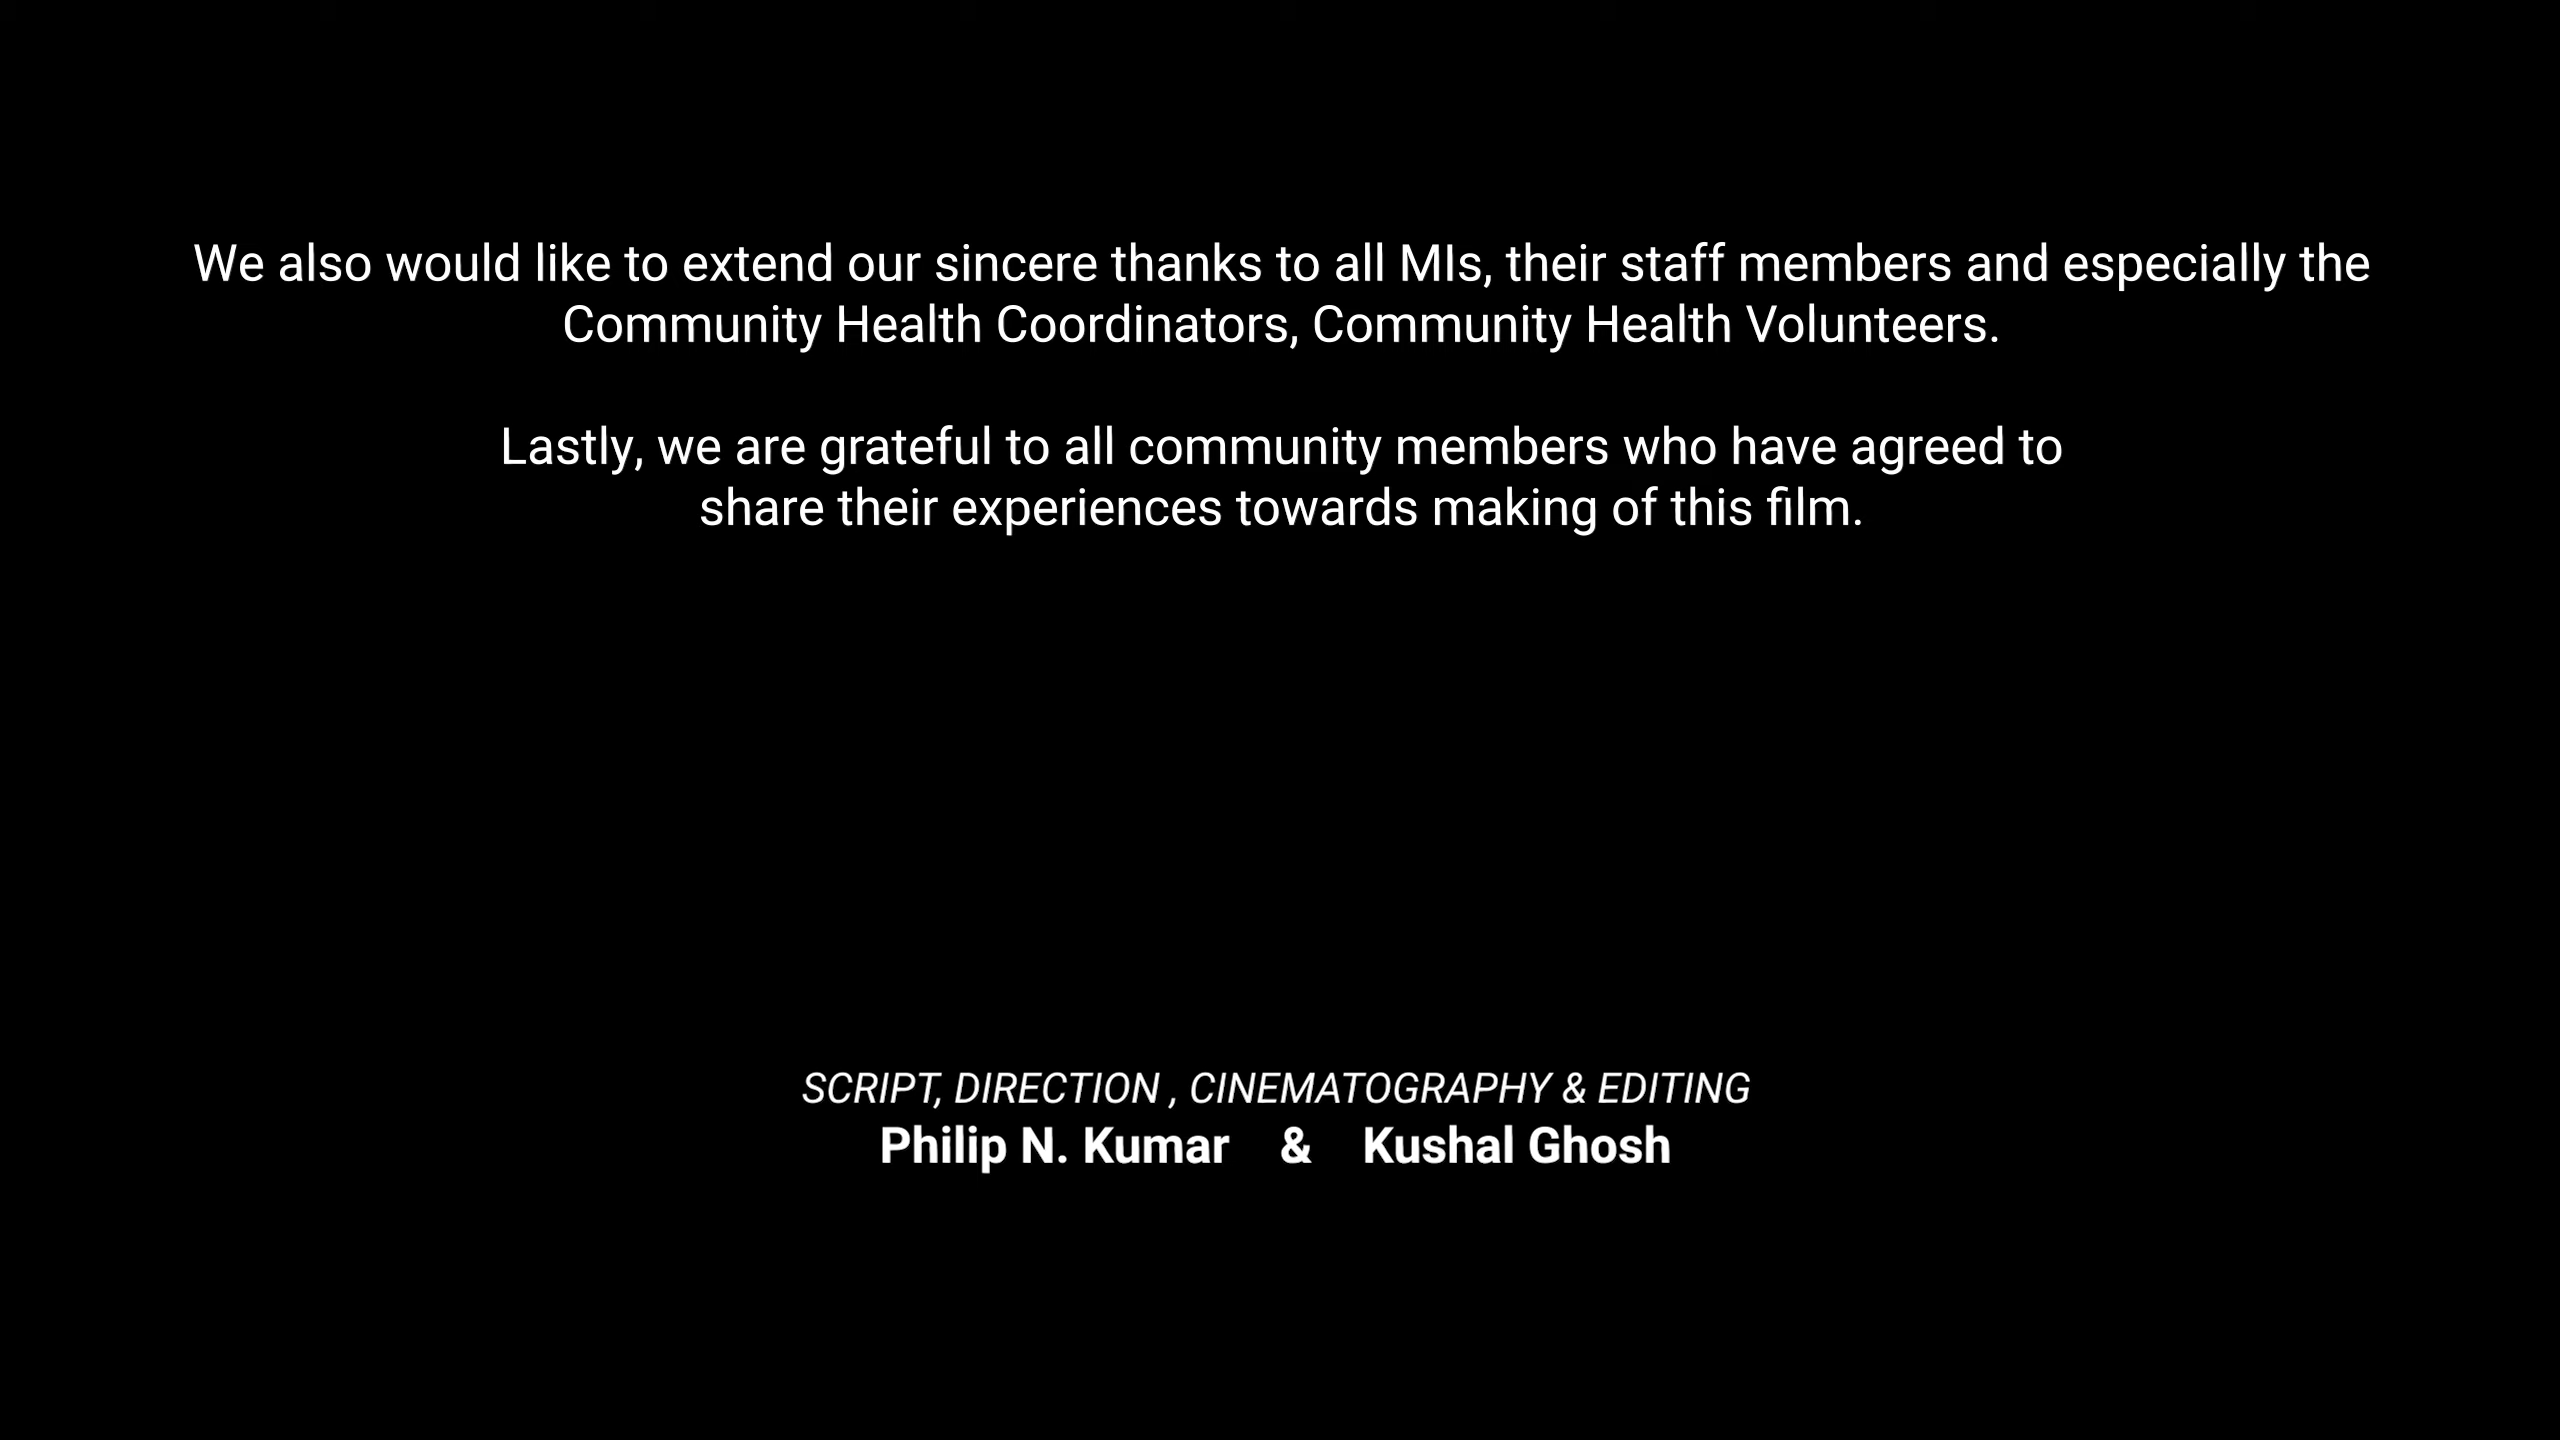 We also would like to extend our sincere thanks to all MIs, their staff members and especially the
Community Health Coordinators, Community Health Volunteers.
Lastly, we are grateful to all community members who have agreed to
share their experiences towards making of this film.
SCRIPT, DIRECTION , CINEMATOGRAPHY & EDITING
Philip N. Kumar & Kushal Ghosh